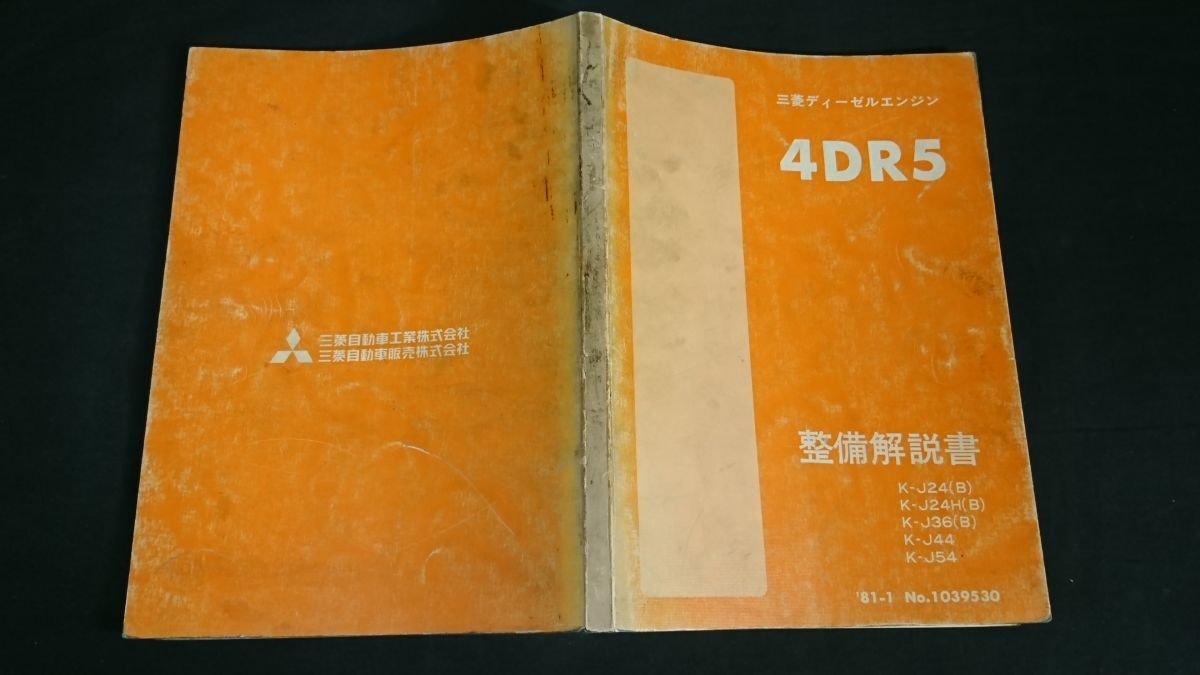 三菱ディーゼルエンジン
4DR5
整備解説書
K-J24(B)
K-J24H(B)
K-J36(B)
K-J44
K-J54
'81-1 No.1039530
三菱自動車工業株式会社
三菱自動車販売株式会社